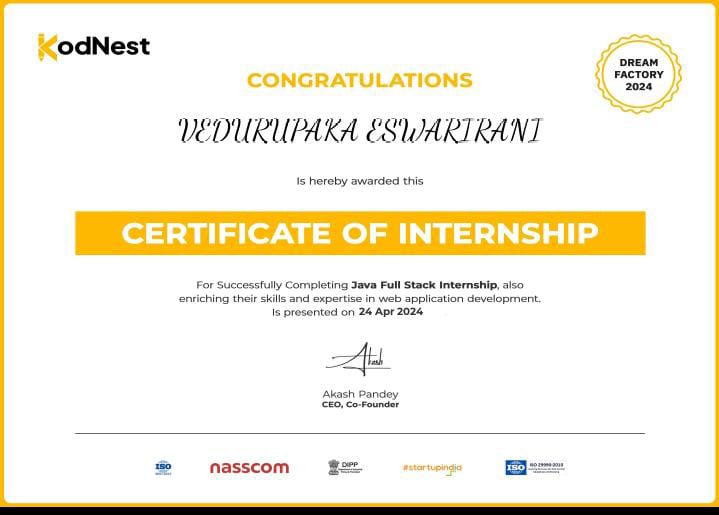 KodNest
DREAM
FACTORY
2024
CONGRATULATIONS
VEDURUPAKA ESWARIRANI
Is hereby awarded this
CERTIFICATE OF INTERNSHIP
For Successfully Completing Java Full Stack Internship, also
enriching their skills and expertise in web application development.
Is presented on 24 Apr 2024
Akash
Akash Pandey
CEO, Co-Founder
ISO
nasscom
DIPP
#startupindia
ISO
ISO 29990:2010